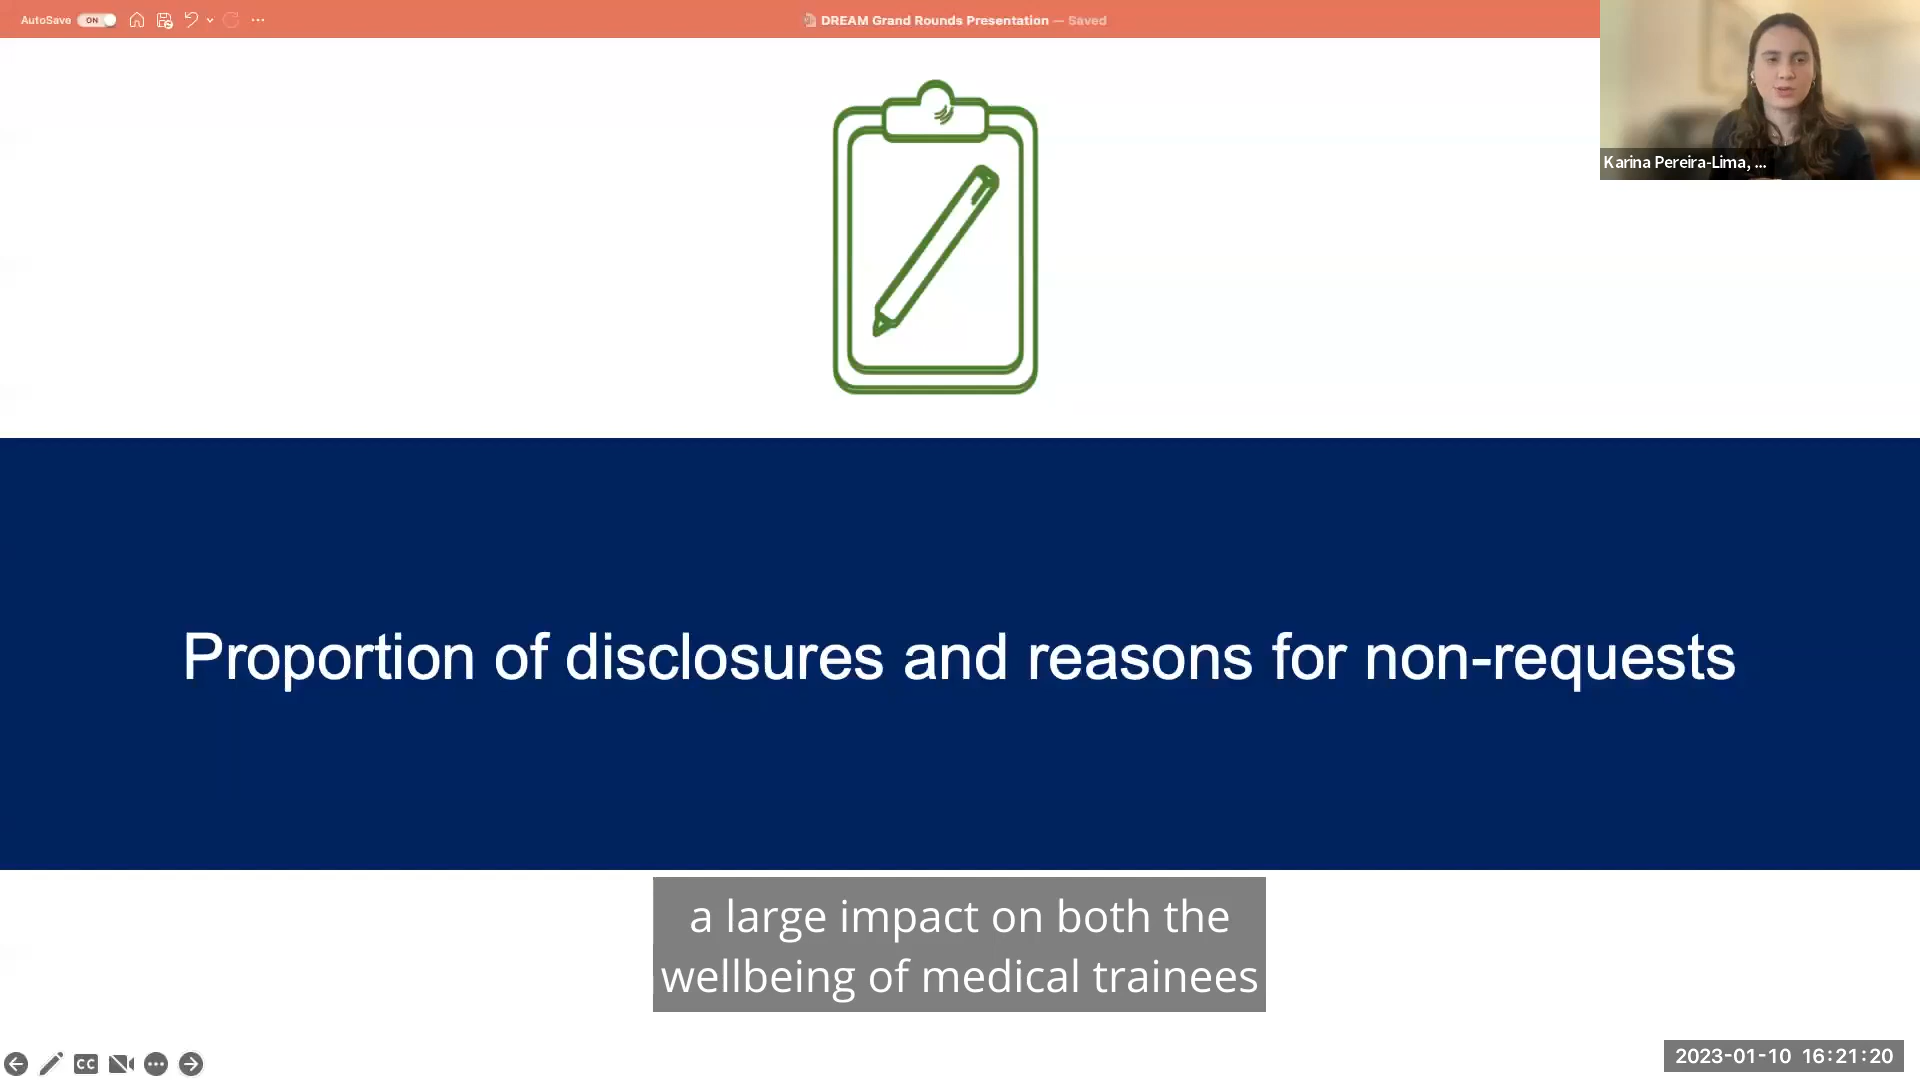 AutoSave ON
DREAM Grand Rounds Presentation — Saved
Karina Pereira-Lima, ...
Proportion of disclosures and reasons for non-requests
a large impact on both the
wellbeing of medical trainees
CC
2023-01-10 16:21:20